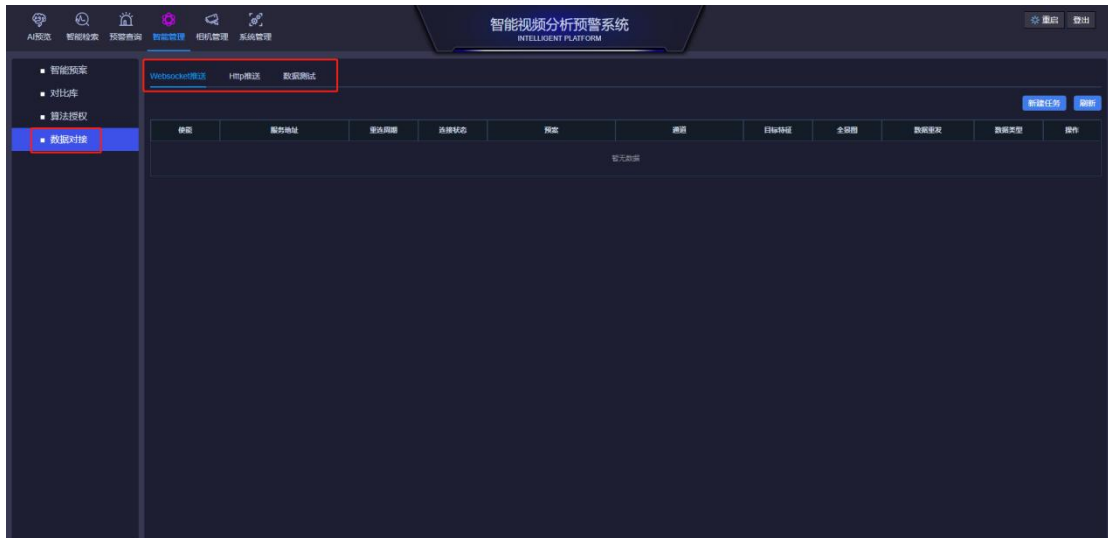 AI预览 智能检索 预警查询 智能管理 相机管理 系统管理
智能视频分析预警系统
INTELLIGENT PLATFORM
重启 登出
智能预案
对比库
算法授权
数据对接
Websocket推送 Http推送 数据测试
新建任务 刷新
使能 服务地址 重连周期 连接状态 预案 通道 目标特征 全景图 数据重发 数据类型 操作
暂无数据